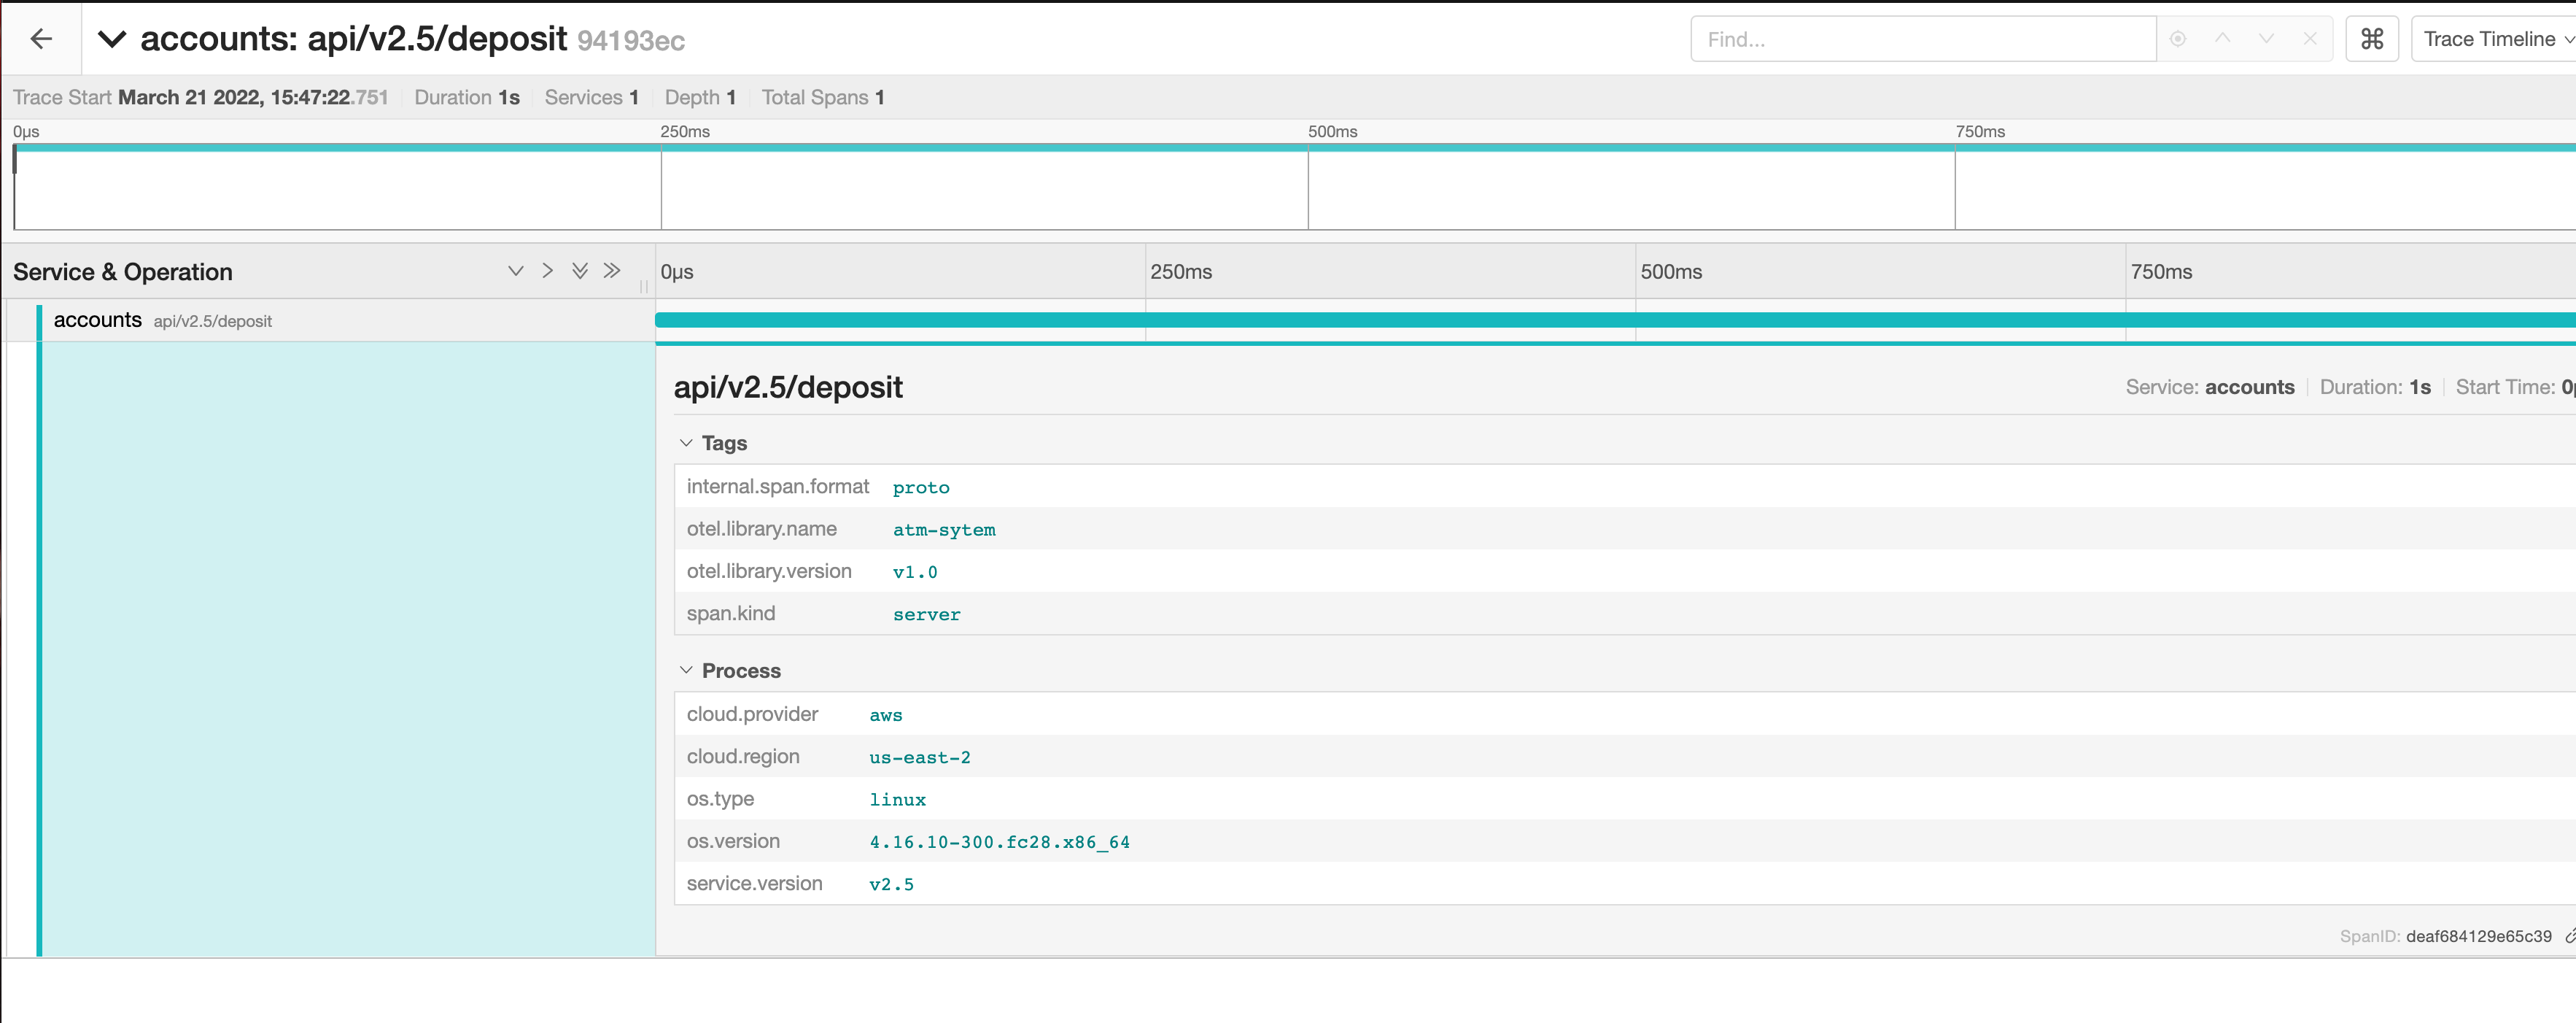 accounts: api/v2.5/deposit 94193ec
Find...
Trace Timeline
Trace Start March 21 2022, 15:47:22.751 Duration 1s Services 1 Depth 1 Total Spans 1
0μs 250ms 500ms 750ms
Service & Operation 0μs 250ms 500ms 750ms
accounts api/v2.5/deposit
api/v2.5/deposit Service: accounts Duration: 1s Start Time:
Tags
internal.span.format proto
otel.library.name atm-sytem
otel.library.version v1.0
span.kind server
Process
cloud.provider aws
cloud.region us-east-2
os.type linux
os.version 4.16.10-300.fc28.x86_64
service.version v2.5
SpanID: deaf684129e65c39